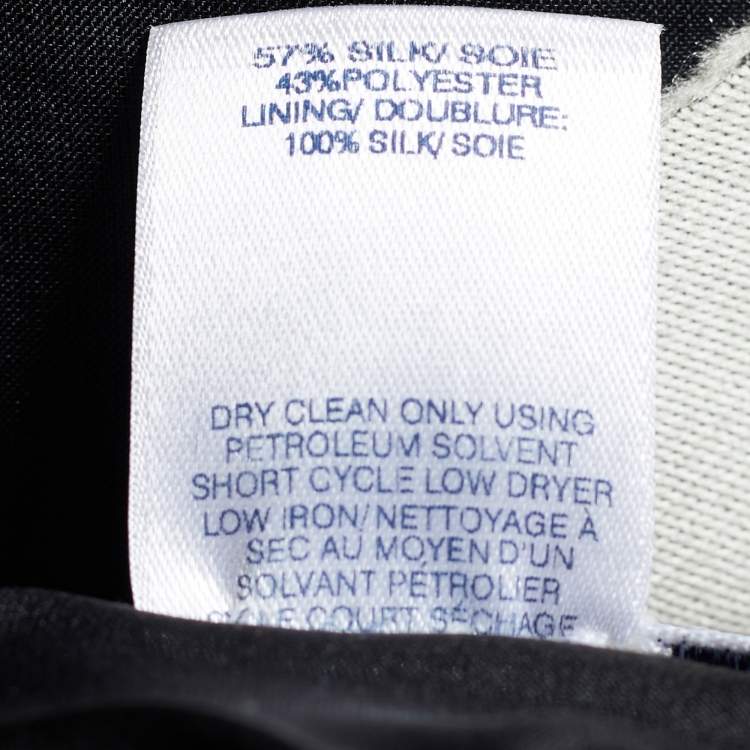 57% SILK/ SOIE
43%POLYESTER
LINING/ DOUBLURE:
100% SILK/ SOIE
DRY CLEAN ONLY USING
PETROLEUM SOLVENT
SHORT CYCLE LOW DRYER
LOW IRON/NETTOYAGE À
SEC AU MOYEN D'UN
SOLVANT PÉTROLIER
CYCLE COURT SÉCHAGE